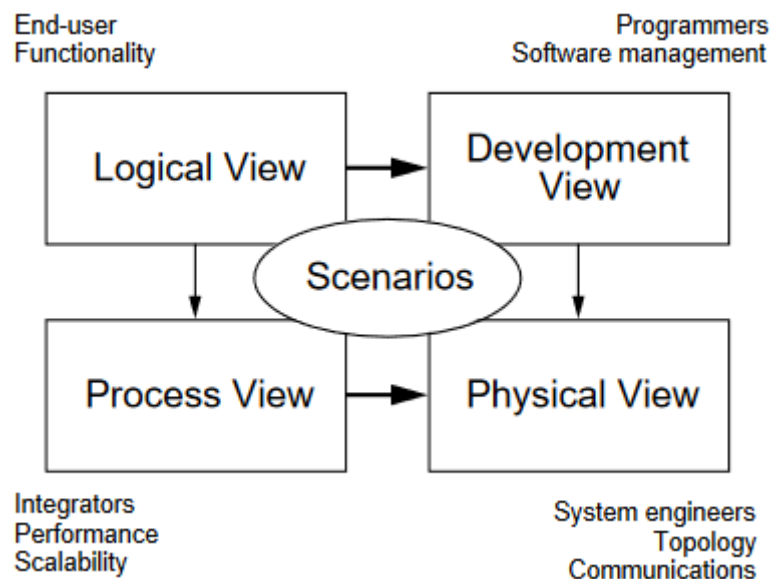 End-user
Functionality
Programmers
Software management
Logical View
Development
View
Scenarios
Process View
Physical View
Integrators
Performance
Scalability
System engineers
Topology
Communications